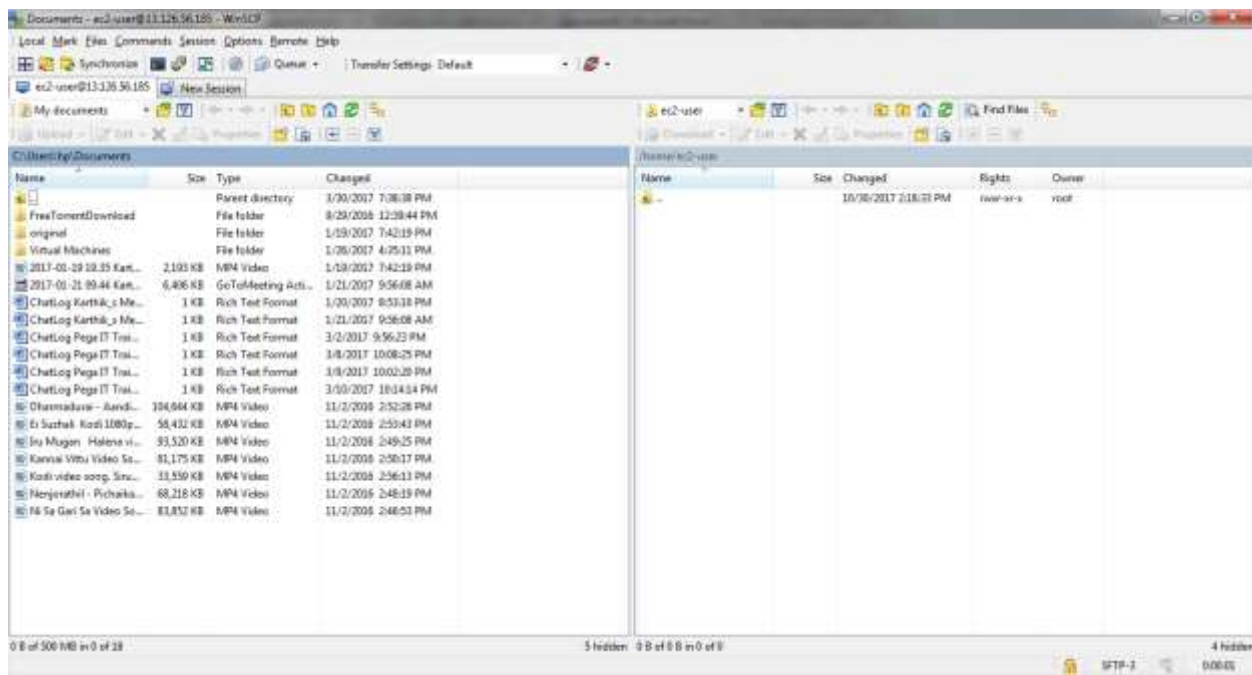 Documents - ec2-user@13.126.56.185 - WinSCP
Local Mark Files Commands Session Options Remote Help
Synchronize Queue Transfer Settings Default
ec2-user@13.126.56.185 New Session
My documents ec2-user Find Files
Upload Edit Properties Download Edit Properties
C:\Users\hp\Documents /home/ec2-user
Name Size Type Changed Name Size Changed Rights Owner
Parent directory 3/30/2017 7:38:38 PM .. 10/30/2017 2:18:33 PM rwxr-xr-x root
FreeTorrentDownload File folder 8/29/2016 12:39:44 PM
original File folder 1/19/2017 7:42:19 PM
Virtual Machines File folder 1/26/2017 4:25:11 PM
2017-01-19 19.35 Kart... 2,193 KB MP4 Video 1/19/2017 7:42:19 PM
2017-01-21 09.44 Kart... 6,406 KB GoToMeeting Acti... 1/21/2017 9:56:08 AM
ChatLog Karthik_s Me... 1 KB Rich Text Format 1/20/2017 8:53:18 PM
ChatLog Karthik_s Me... 1 KB Rich Text Format 1/21/2017 9:56:08 AM
ChatLog Pega IT Trai... 1 KB Rich Text Format 3/2/2017 9:56:23 PM
ChatLog Pega IT Trai... 1 KB Rich Text Format 3/8/2017 10:08:25 PM
ChatLog Pega IT Trai... 1 KB Rich Text Format 3/9/2017 10:02:20 PM
ChatLog Pega IT Trai... 1 KB Rich Text Format 3/10/2017 10:14:14 PM
Dharmadurai - Aandi... 104,644 KB MP4 Video 11/2/2016 2:52:26 PM
Ei Suzhali Kodi 1080p... 58,432 KB MP4 Video 11/2/2016 2:53:43 PM
Iru Mugan Halena vi... 93,520 KB MP4 Video 11/2/2016 2:49:25 PM
Kannai Vittu Video So... 81,175 KB MP4 Video 11/2/2016 2:50:17 PM
Kodi video song. Siru... 33,559 KB MP4 Video 11/2/2016 2:56:13 PM
Nenjorathil - Pichaika... 68,218 KB MP4 Video 11/2/2016 2:48:19 PM
Ni Sa Gari Sa Video So... 83,852 KB MP4 Video 11/2/2016 2:46:53 PM
0 B of 500 MB in 0 of 18 5 hidden 0 B of 0 B in 0 of 0 4 hidden
SFTP-3 0:00:01